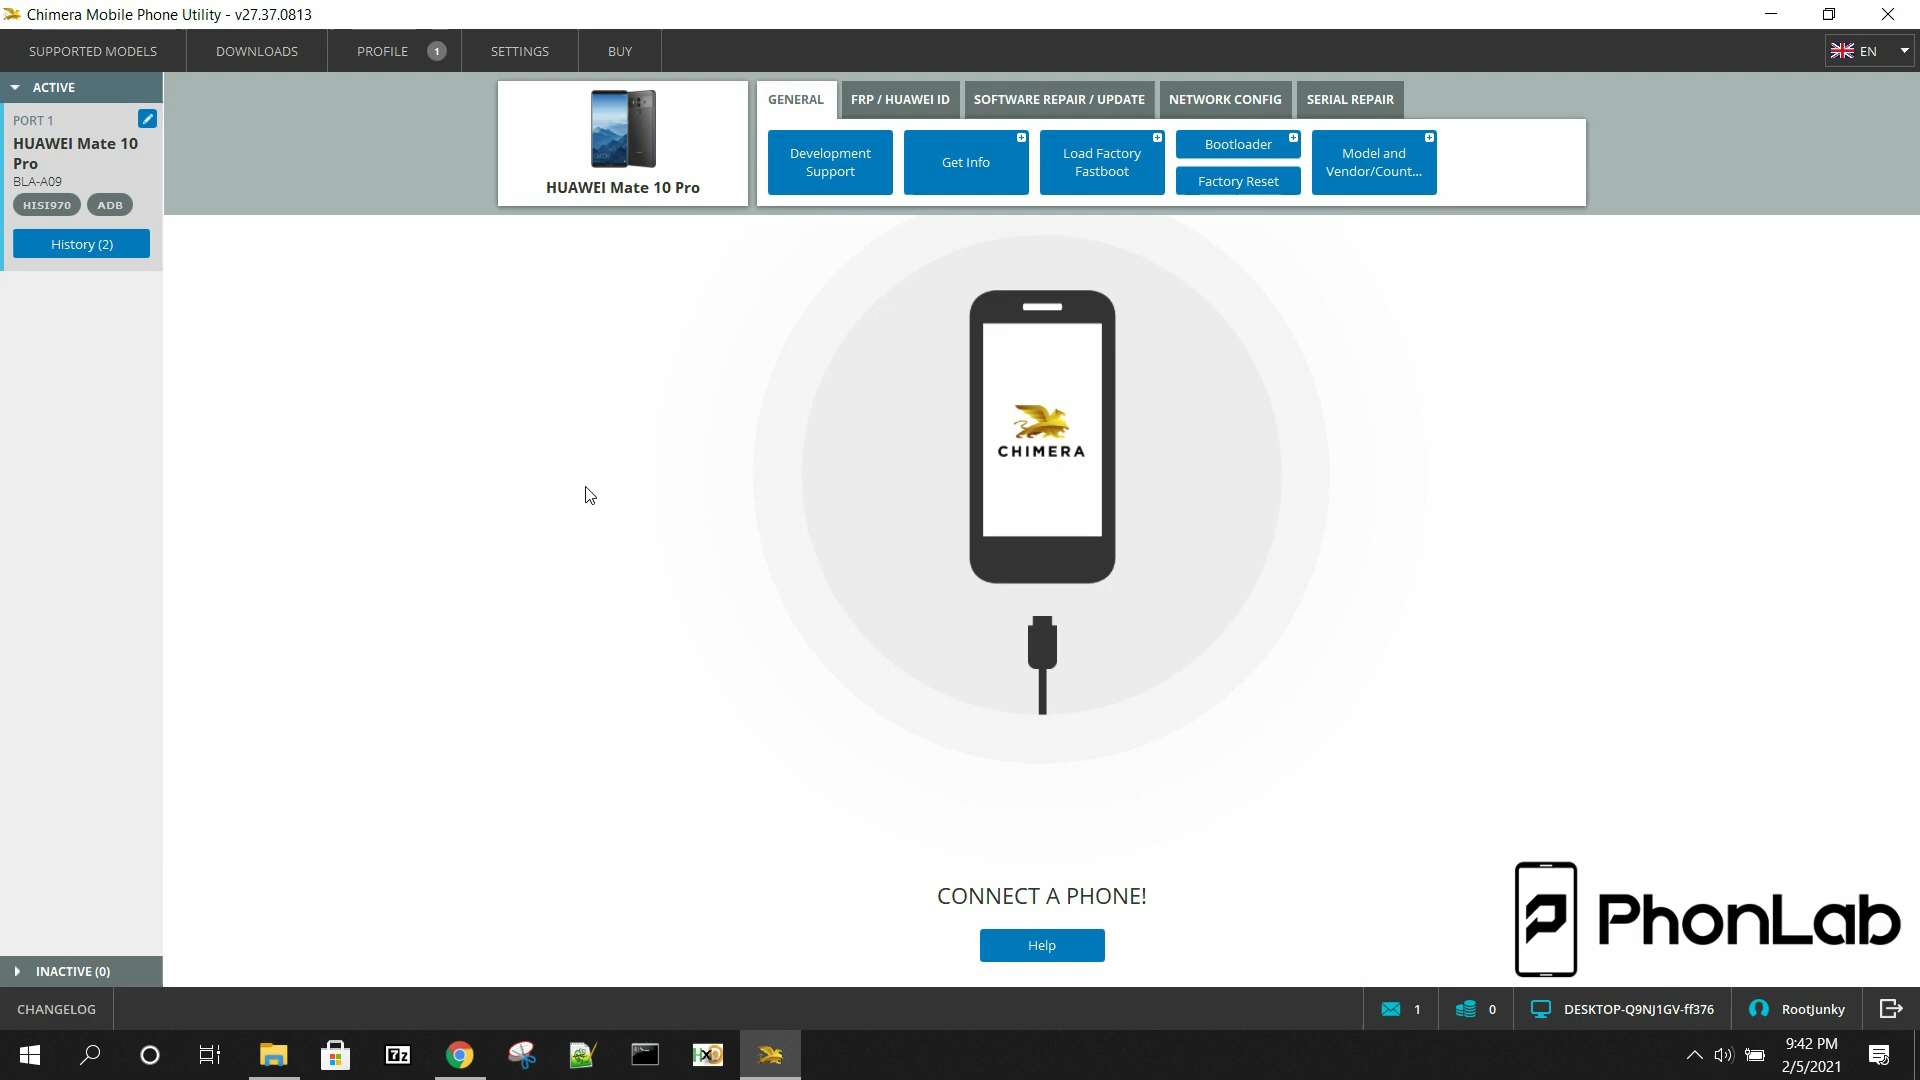 Chimera Mobile Phone Utility - v27.37.0813
SUPPORTED MODELS
DOWNLOADS
PROFILE 1
SETTINGS
BUY
EN
ACTIVE
PORT 1
HUAWEI Mate 10
Pro
BLA-A09
HISI970 ADB
History (2)
HUAWEI Mate 10 Pro
GENERAL
FRP / HUAWEI ID
SOFTWARE REPAIR / UPDATE
NETWORK CONFIG
SERIAL REPAIR
Development
Support
Get Info
Load Factory
Fastboot
Bootloader
Factory Reset
Model and
Vendor/Count...
CHIMERA
CONNECT A PHONE!
Help
PhonLab
INACTIVE (0)
CHANGELOG
1
0
DESKTOP-Q9NJ1GV-ff376
RootJunky
7z
HxD
9:42 PM
2/5/2021